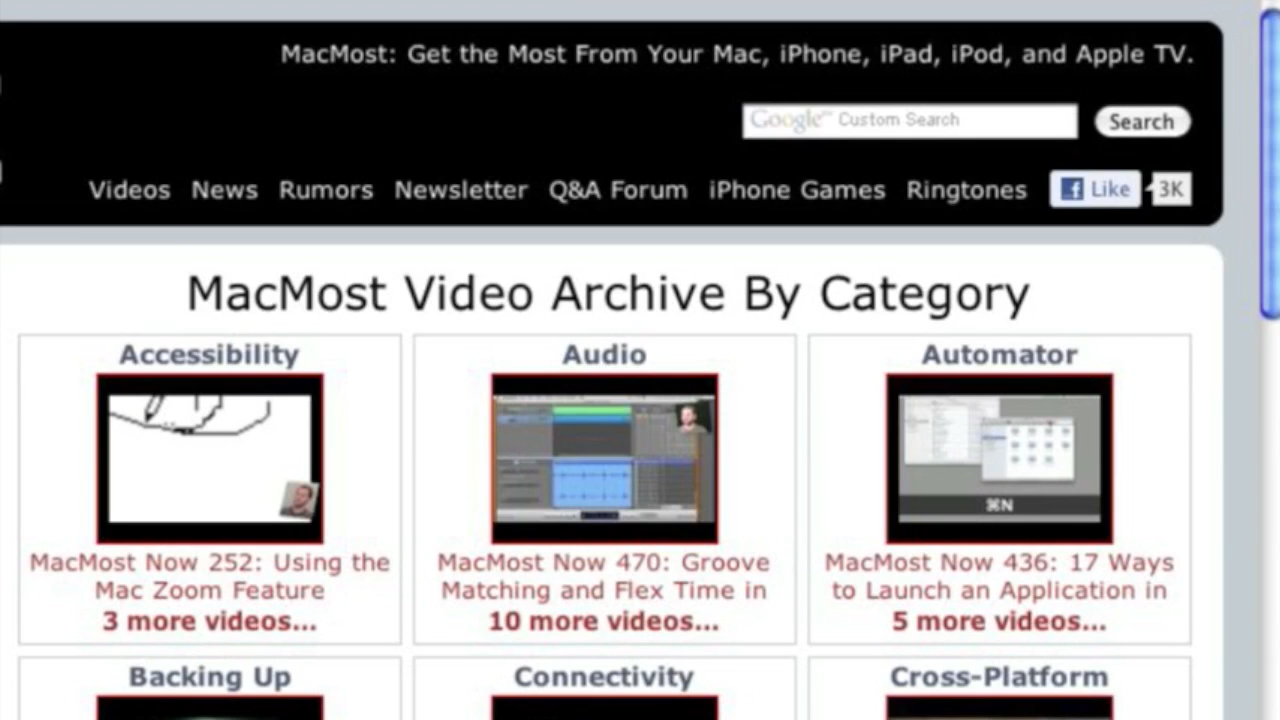 MacMost: Get the Most From Your Mac, iPhone, iPad, iPod, and Apple TV.
Google™ Custom Search
Search
Videos News Rumors Newsletter Q&A Forum iPhone Games Ringtones Like 3K
MacMost Video Archive By Category
Accessibility
MacMost Now 252: Using the
Mac Zoom Feature
3 more videos...
Audio
MacMost Now 470: Groove
Matching and Flex Time in
10 more videos...
Automator
⌘N
MacMost Now 436: 17 Ways
to Launch an Application in
5 more videos...
Backing Up
Connectivity
Cross-Platform